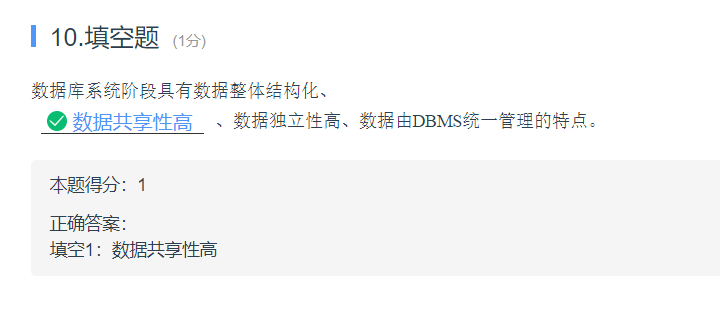 10.填空题 (1分)
数据库系统阶段具有数据整体结构化、
数据共享性高 、数据独立性高、数据由DBMS统一管理的特点。
本题得分：1
正确答案：
填空1：数据共享性高